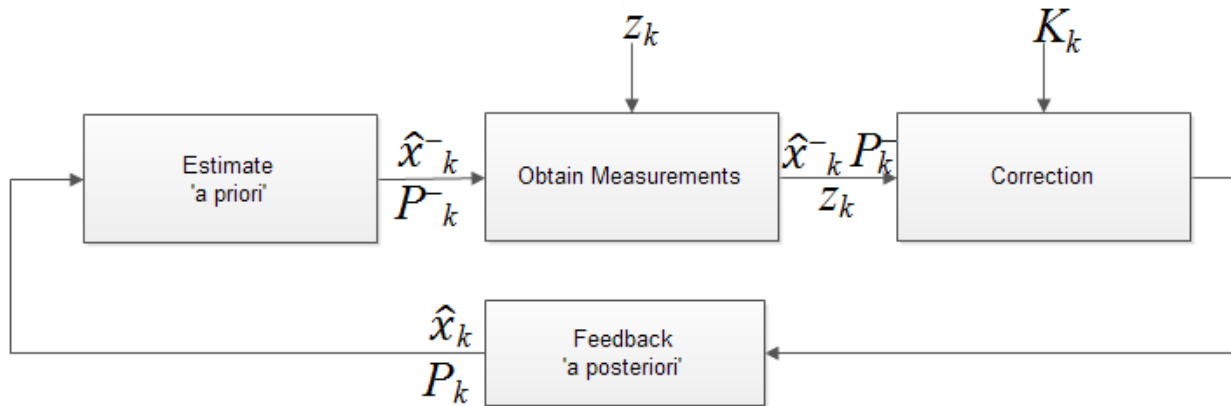 z_k
K_k
Estimate
'a priori'
x̂⁻_k
P⁻_k
Obtain Measurements
x̂⁻_k P⁻_k
z_k
Correction
x̂_k
P_k
Feedback
'a posteriori'